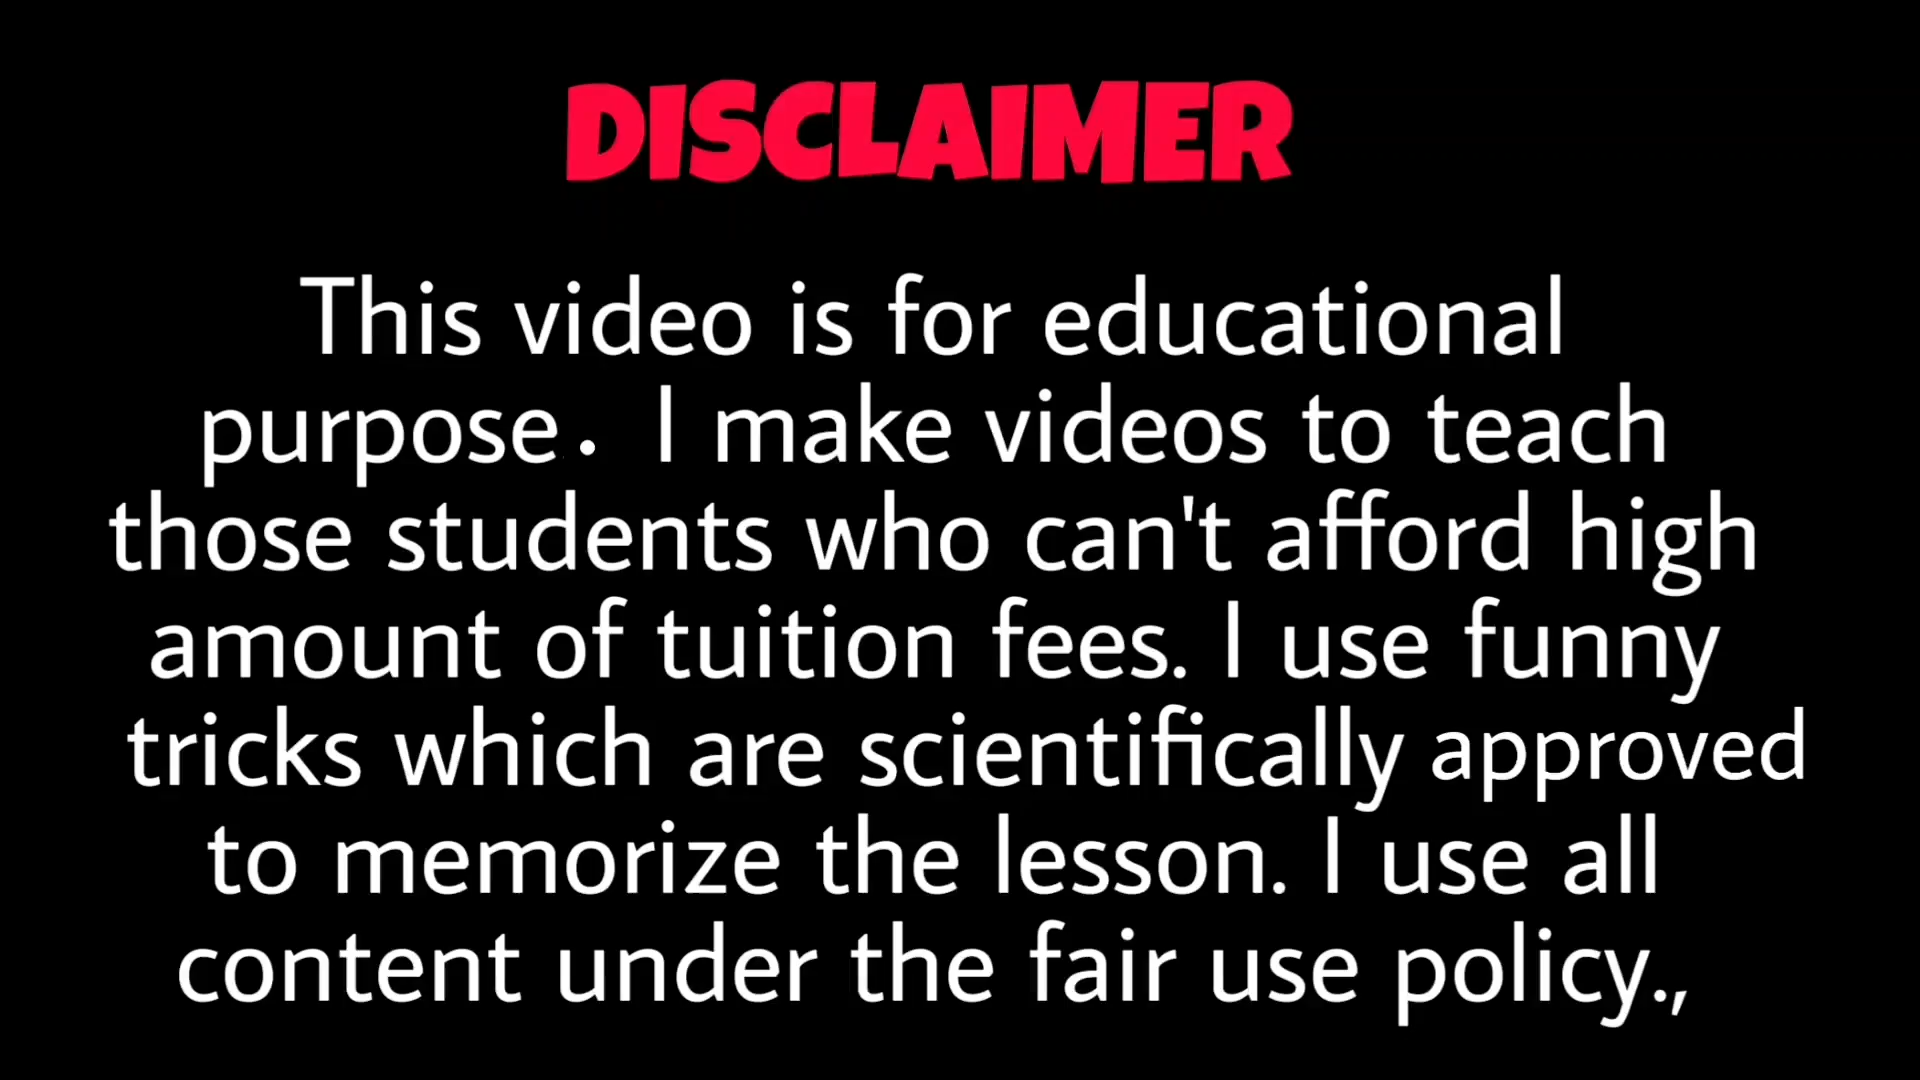 DISCLAIMER
This video is for educational
purpose. I make videos to teach
those students who can't afford high
amount of tuition fees. I use funny
tricks which are scientifically approved
to memorize the lesson. I use all
content under the fair use policy.,